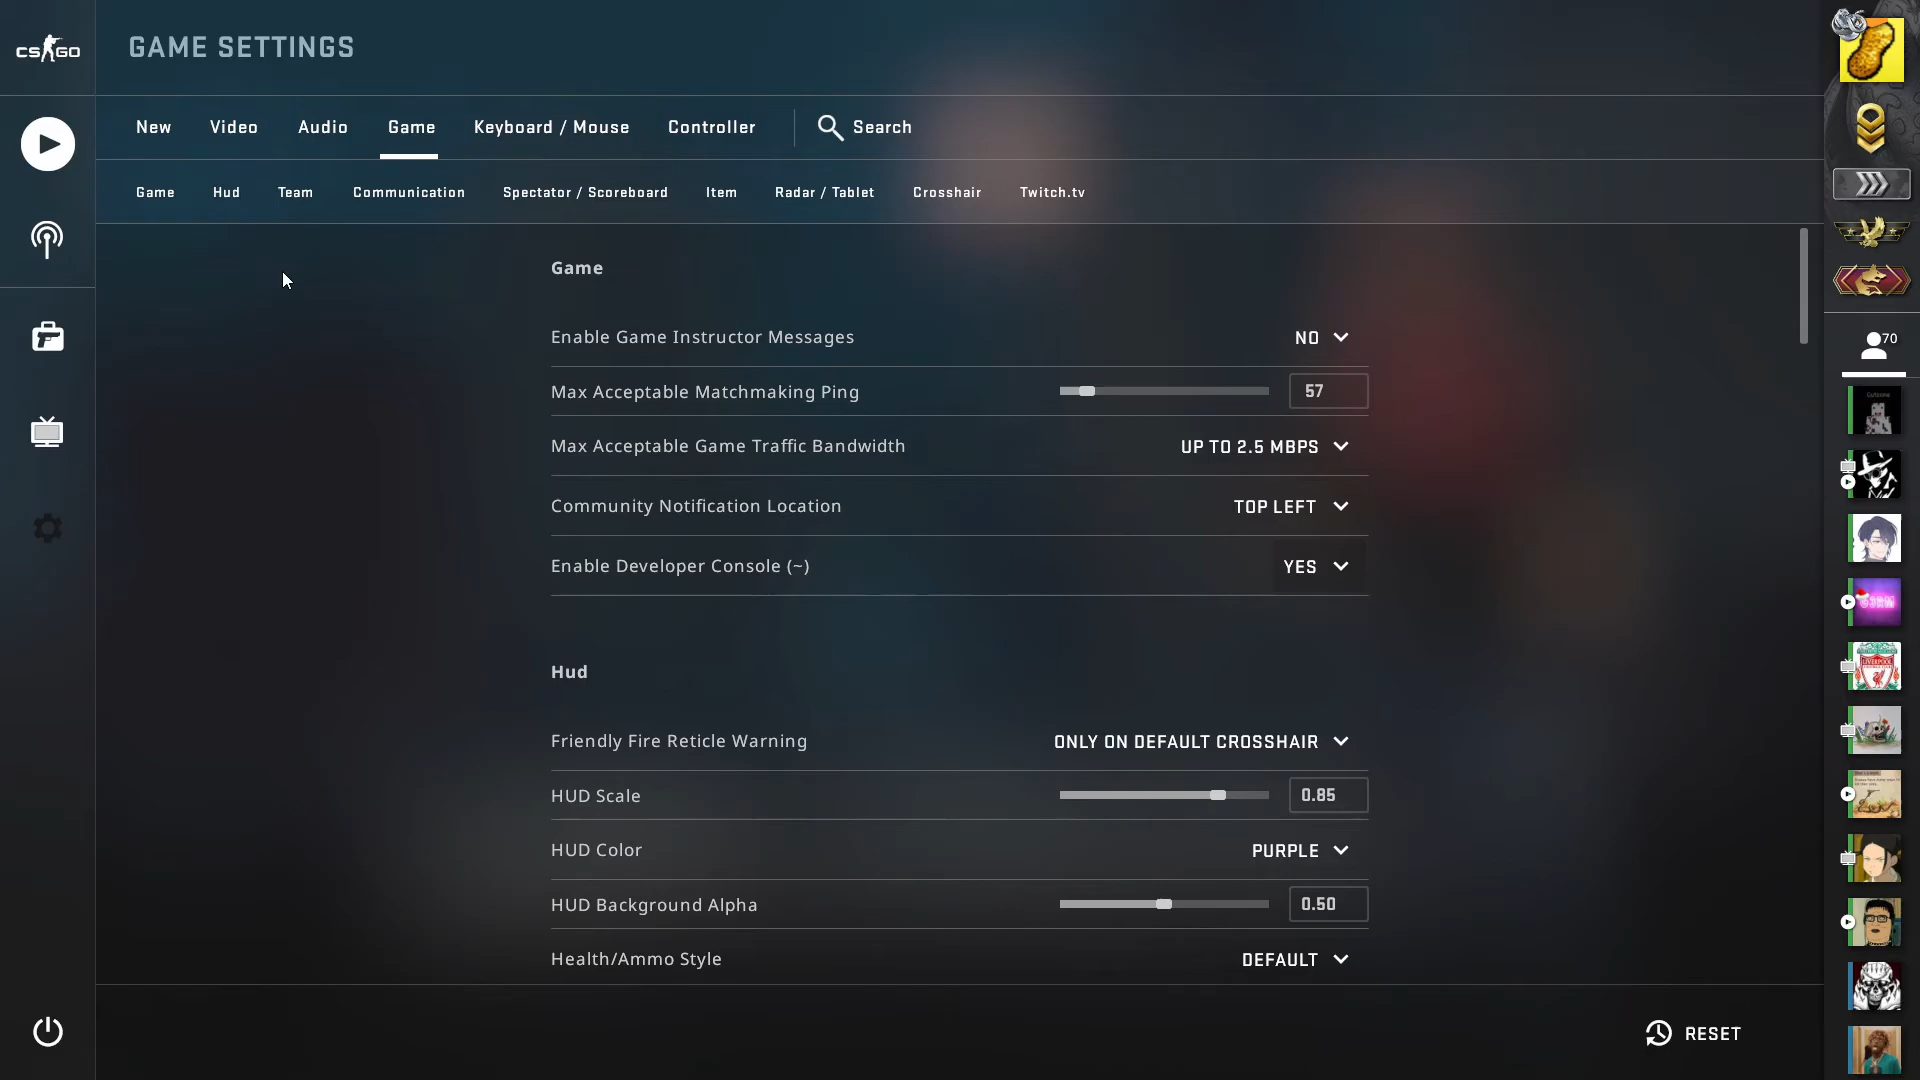 CS GO
GAME SETTINGS
New Video Audio Game Keyboard / Mouse Controller Search
Game Hud Team Communication Spectator / Scoreboard Item Radar / Tablet Crosshair Twitch.tv
Game
Enable Game Instructor Messages NO
Max Acceptable Matchmaking Ping 57
Max Acceptable Game Traffic Bandwidth UP TO 2.5 MBPS
Community Notification Location TOP LEFT
Enable Developer Console (~) YES
Hud
Friendly Fire Reticle Warning ONLY ON DEFAULT CROSSHAIR
HUD Scale 0.85
HUD Color PURPLE
HUD Background Alpha 0.50
Health/Ammo Style DEFAULT
RESET
70
LIVERPOOL